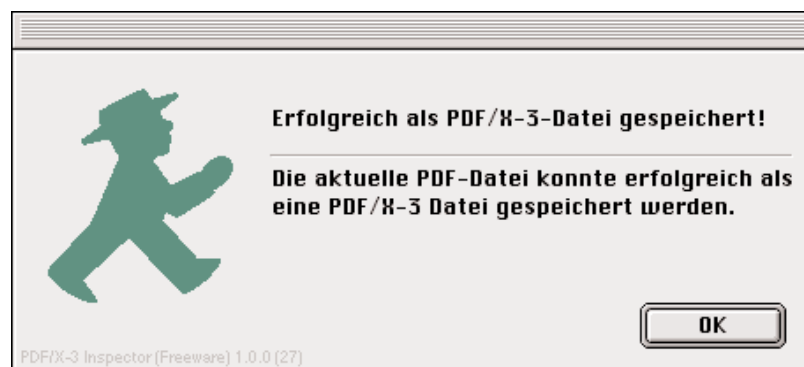 Erfolgreich als PDF/X-3-Datei gespeichert!
Die aktuelle PDF-Datei konnte erfolgreich als
eine PDF/X-3 Datei gespeichert werden.
OK
PDF/X-3 Inspector (Freeware) 1.0.0 (27)